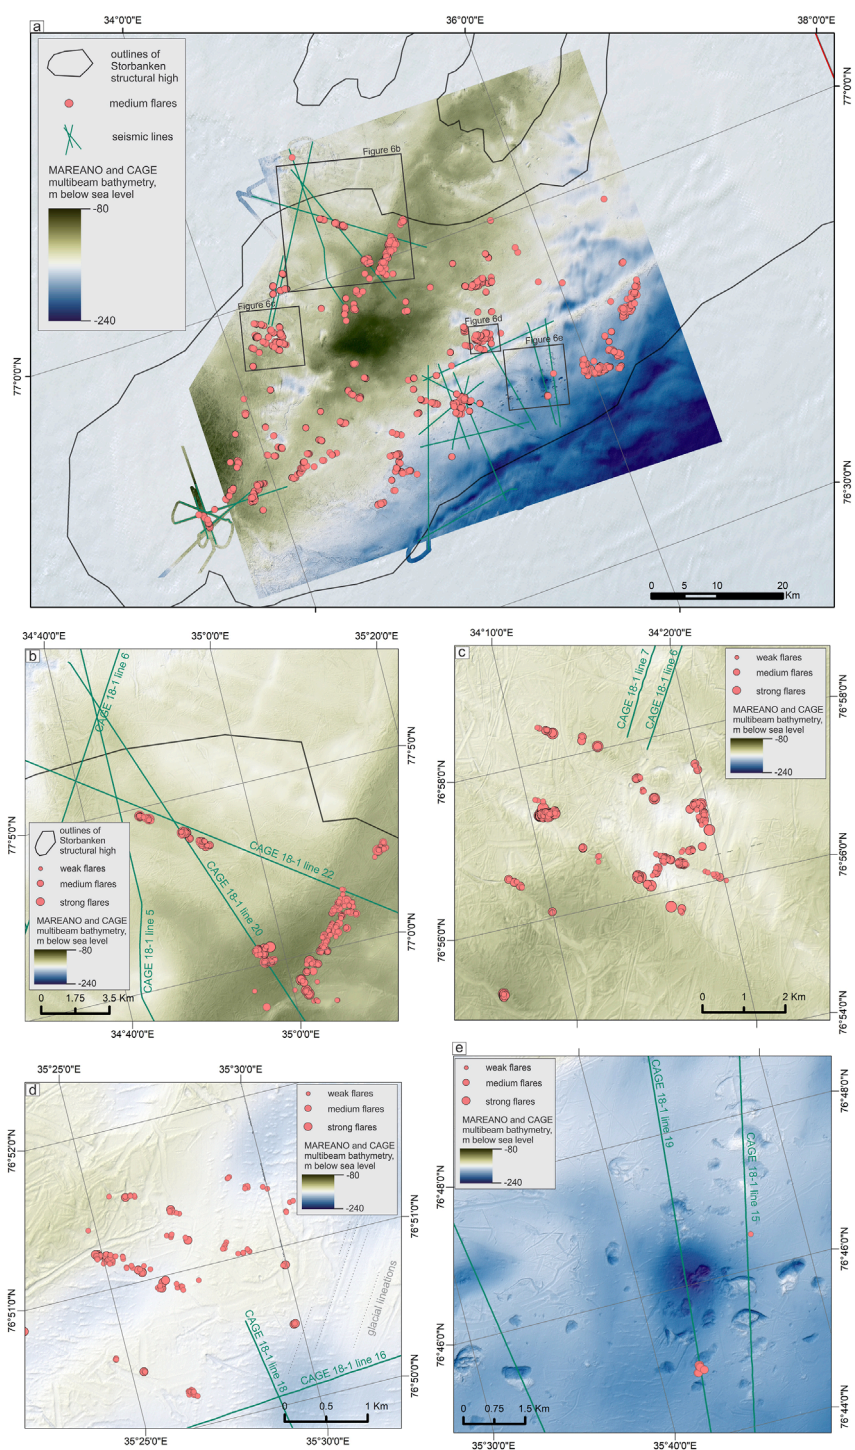 34°0'0"E
36°0'0"E
38°0'0"E
a
outlines of
Storbanken
structural high
medium flares
seismic lines
MAREANO and CAGE
multibeam bathymetry,
m below sea level
-80
-240
Figure 6b
Figure 6c
Figure 6d
Figure 6e
77°0'0"N
77°0'0"N
76°30'0"N
0 5 10 20
Km
34°40'0"E
35°0'0"E
35°20'0"E
b
CAGE 18-1 line 6
CAGE 18-1 line 22
CAGE 18-1 line 20
CAGE 18-1 line 5
outlines of
Storbanken
structural high
weak flares
medium flares
strong flares
MAREANO and CAGE
multibeam bathymetry,
m below sea level
-80
-240
0 1.75 3.5 Km
77°5'0"N
77°5'0"N
77°0'0"N
34°40'0"E
35°0'0"E
34°10'0"E
34°20'0"E
c
CAGE 18-1 line 7
CAGE 18-1 line 6
weak flares
medium flares
strong flares
MAREANO and CAGE
multibeam bathymetry,
m below sea level
-80
-240
0 1 2 Km
76°58'0"N
76°56'0"N
76°58'0"N
76°56'0"N
76°54'0"N
35°25'0"E
35°30'0"E
d
weak flares
medium flares
strong flares
MAREANO and CAGE
multibeam bathymetry,
m below sea level
-80
-240
glacial lineations
CAGE 18-1 line 18
CAGE 18-1 line 16
0 0.5 1 Km
76°52'0"N
76°51'0"N
76°51'0"N
76°50'0"N
35°25'0"E
35°30'0"E
e
weak flares
medium flares
strong flares
MAREANO and CAGE
multibeam bathymetry,
m below sea level
-80
-240
CAGE 18-1 line 19
CAGE 18-1 line 15
0 0.75 1.5 Km
76°48'0"N
76°46'0"N
76°48'0"N
76°46'0"N
76°44'0"N
35°30'0"E
35°40'0"E